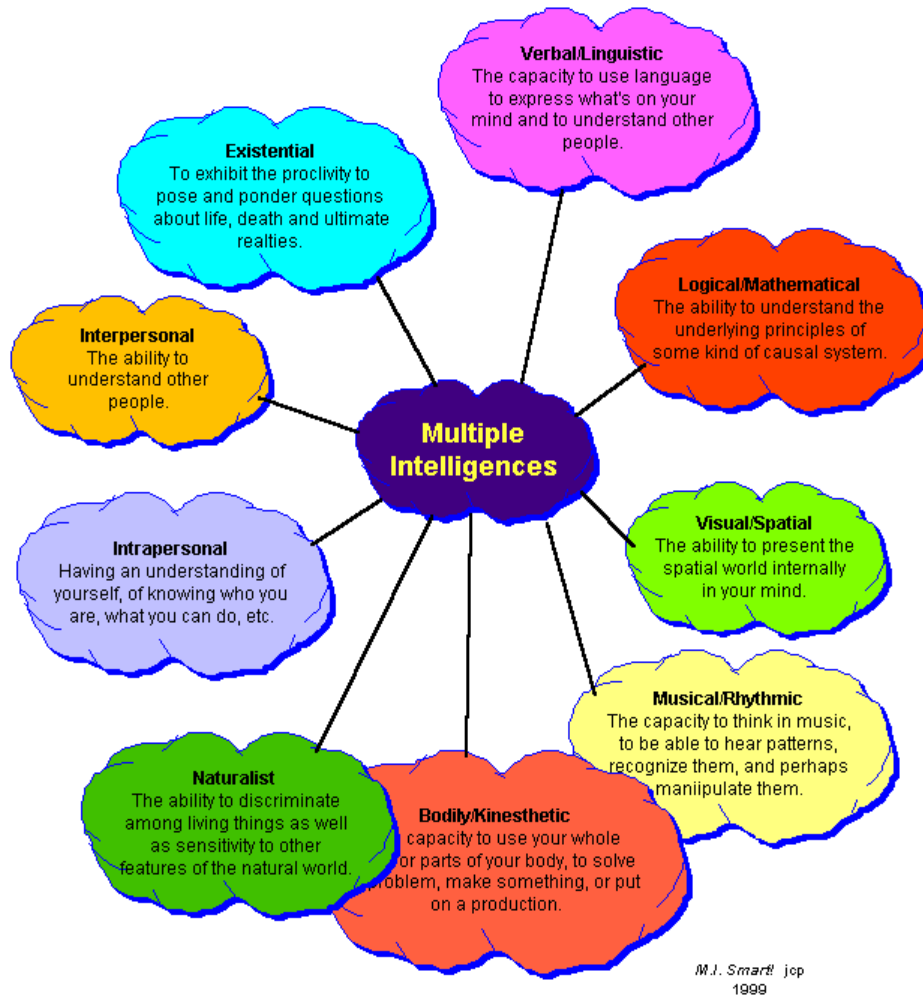 Verbal/Linguistic
The capacity to use language
to express what's on your
mind and to understand other
people.
Existential
To exhibit the proclivity to
pose and ponder questions
about life, death and ultimate
realties.
Logical/Mathematical
The ability to understand the
underlying principles of
some kind of causal system.
Interpersonal
The ability to
understand other
people.
Multiple
Intelligences
Visual/Spatial
The ability to present the
spatial world internally
in your mind.
Intrapersonal
Having an understanding of
yourself, of knowing who you
are, what you can do, etc.
Musical/Rhythmic
The capacity to think in music,
to be able to hear patterns,
recognize them, and perhaps
maniipulate them.
Naturalist
The ability to discriminate
among living things as well
as sensitivity to other
features of the natural world.
Bodily/Kinesthetic
capacity to use your whole
or parts of your body, to solve
problem, make something, or put
on a production.
M.I. Smart! jcp
1999